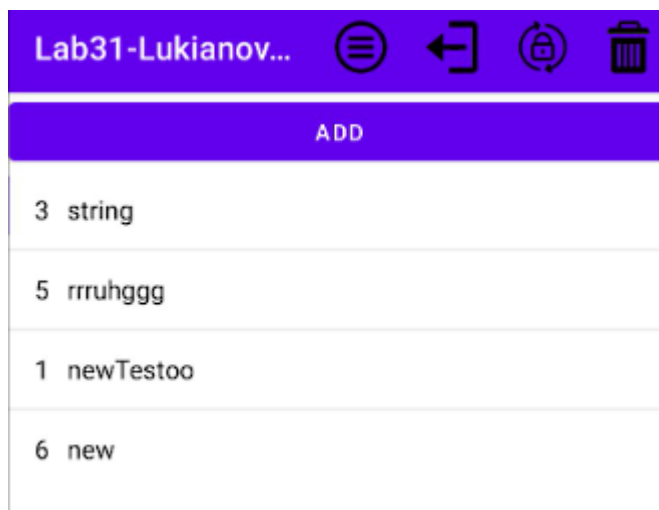 Lab31-Lukianov...
ADD
3 string
5 rrruhggg
1 newTestoo
6 new